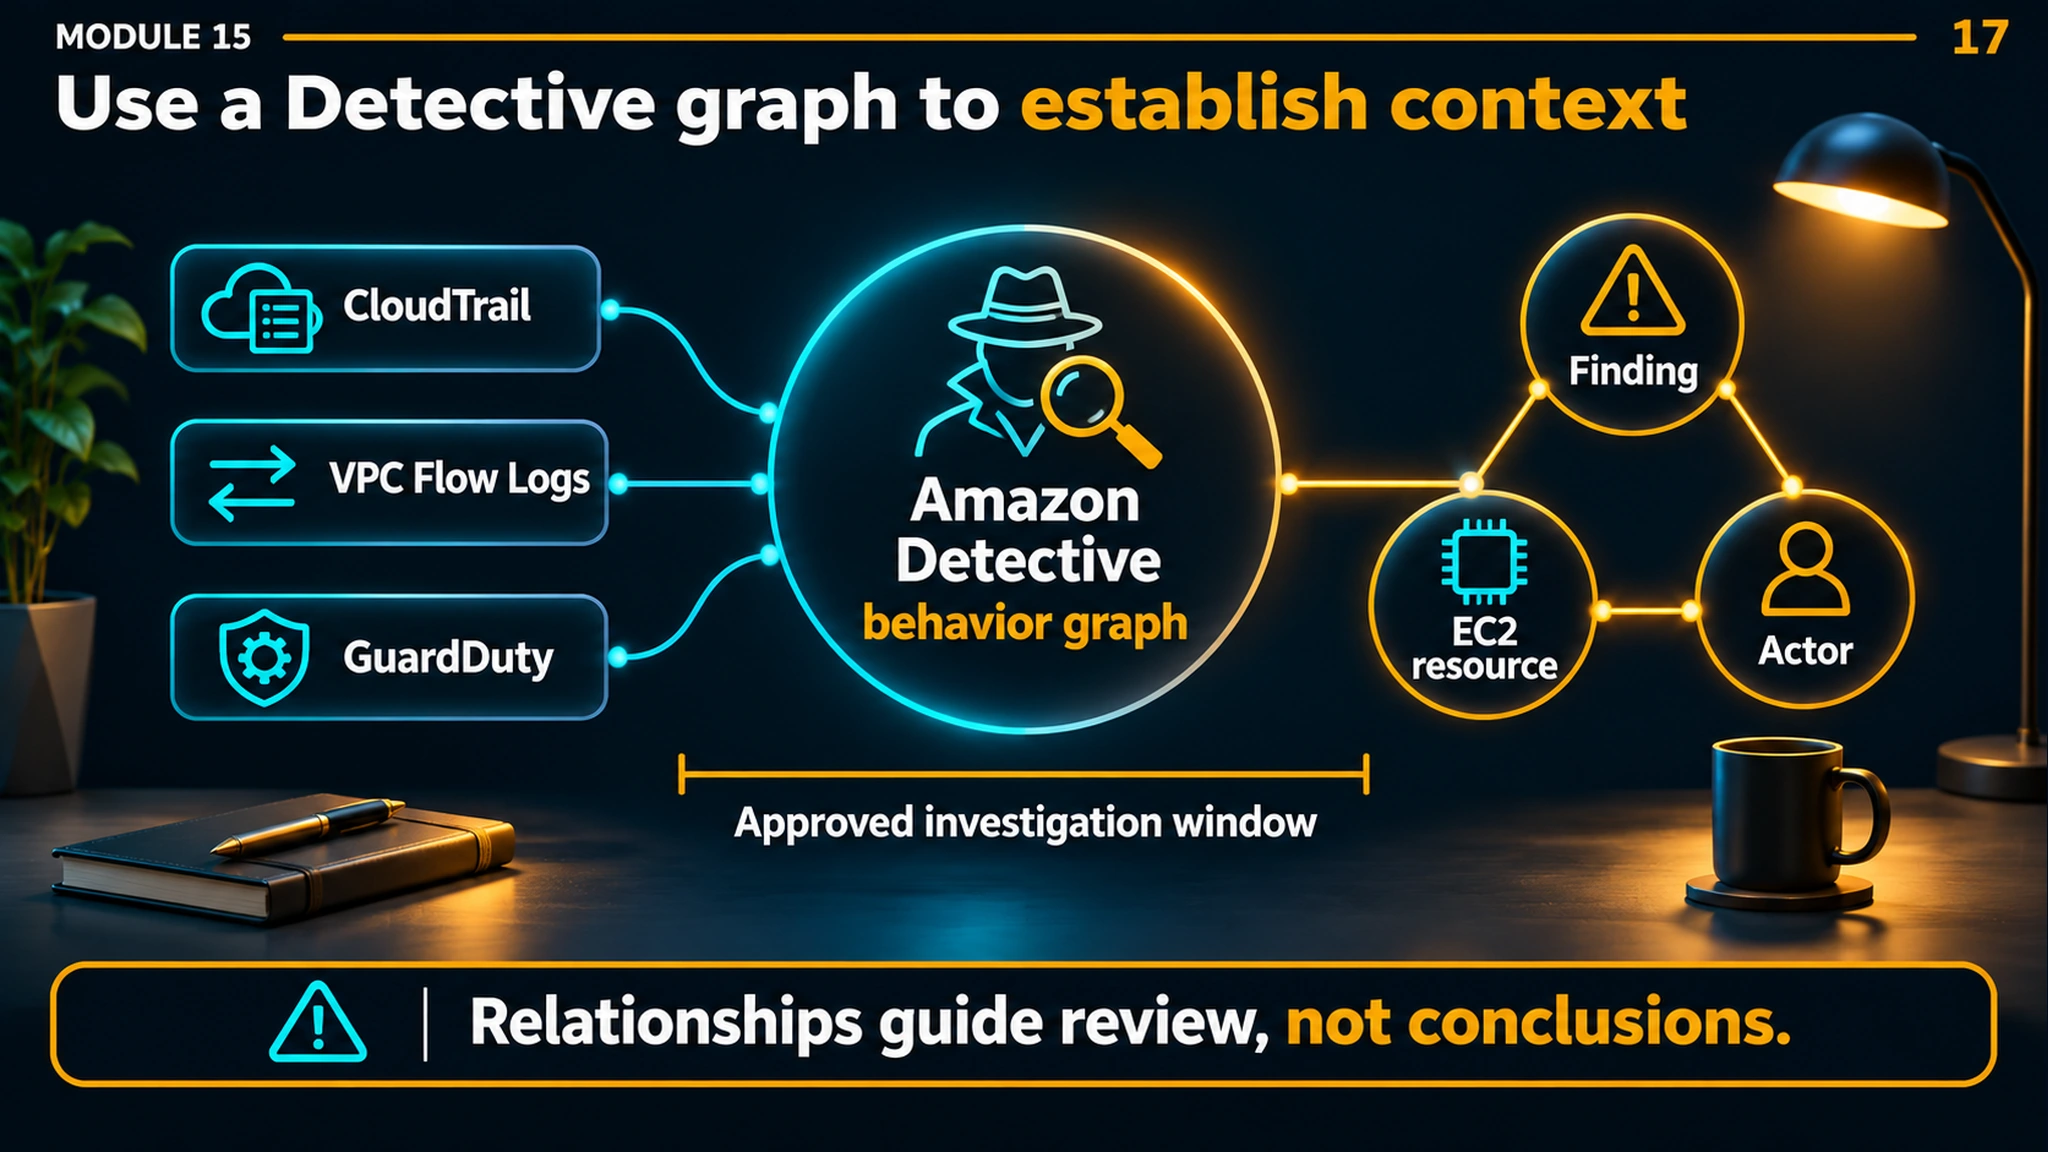 MODULE 15
17
Use a Detective graph to establish context
CloudTrail
VPC Flow Logs
GuardDuty
Amazon
Detective
behavior graph
Finding
EC2
resource
Actor
Approved investigation window
Relationships guide review, not conclusions.